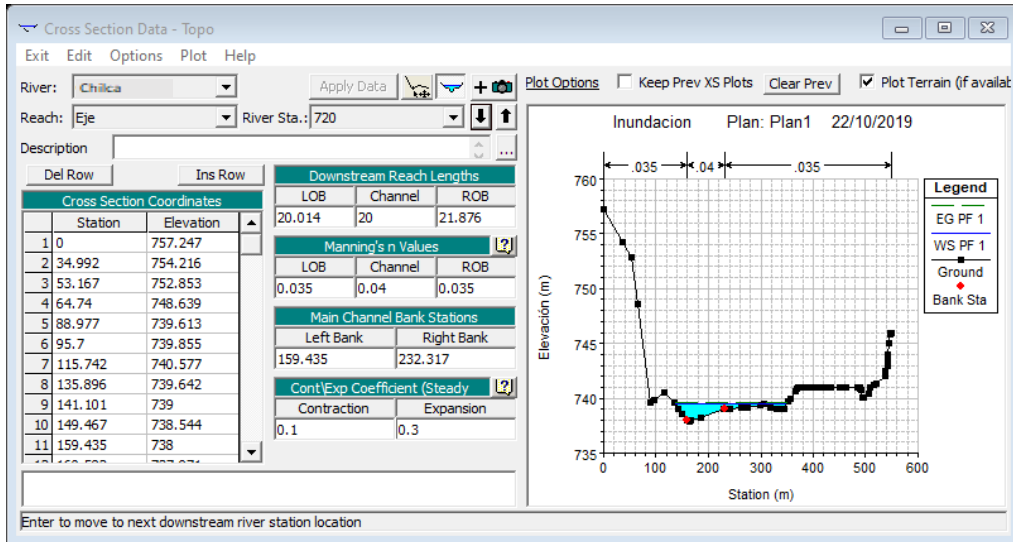 Cross Section Data - Topo
Exit Edit Options Plot Help
River: Chilca Apply Data
Plot Options Keep Prev XS Plots Clear Prev Plot Terrain (if availab
Reach: Eje River Sta.: 720
Description ...
Del Row Ins Row
Cross Section Coordinates
Station Elevation
1 0 757.247
2 34.992 754.216
3 53.167 752.853
4 64.74 748.639
5 88.977 739.613
6 95.7 739.855
7 115.742 740.577
8 135.896 739.642
9 141.101 739
10 149.467 738.544
11 159.435 738
Downstream Reach Lengths
LOB Channel ROB
20.014 20 21.876
Manning's n Values
LOB Channel ROB
0.035 0.04 0.035
Main Channel Bank Stations
Left Bank Right Bank
159.435 232.317
Cont\Exp Coefficient (Steady
Contraction Expansion
0.1 0.3
Inundacion Plan: Plan1 22/10/2019
.035 .04 .035
760
755
750
745
740
735
0 100 200 300 400 500 600
Elevación (m)
Station (m)
Legend
EG PF 1
WS PF 1
Ground
Bank Sta
Enter to move to next downstream river station location